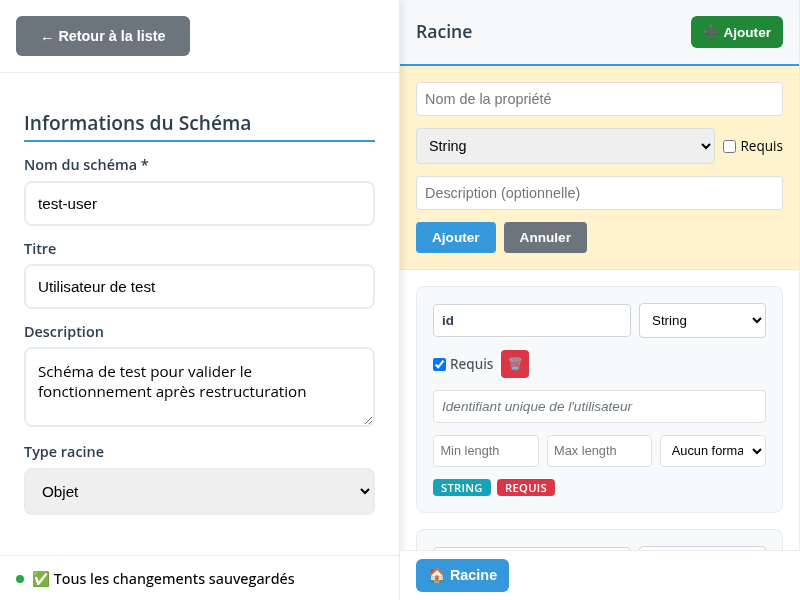 ← Retour à la liste
Informations du Schéma
Nom du schéma *
test-user
Titre
Utilisateur de test
Description
Schéma de test pour valider le
fonctionnement après restructuration
Type racine
Objet
✅ Tous les changements sauvegardés
Racine
➕ Ajouter
Nom de la propriété
String
Requis
Description (optionnelle)
Ajouter
Annuler
id
String
Requis
Identifiant unique de l'utilisateur
Min length
Max length
Aucun forma
STRING
REQUIS
🏠 Racine